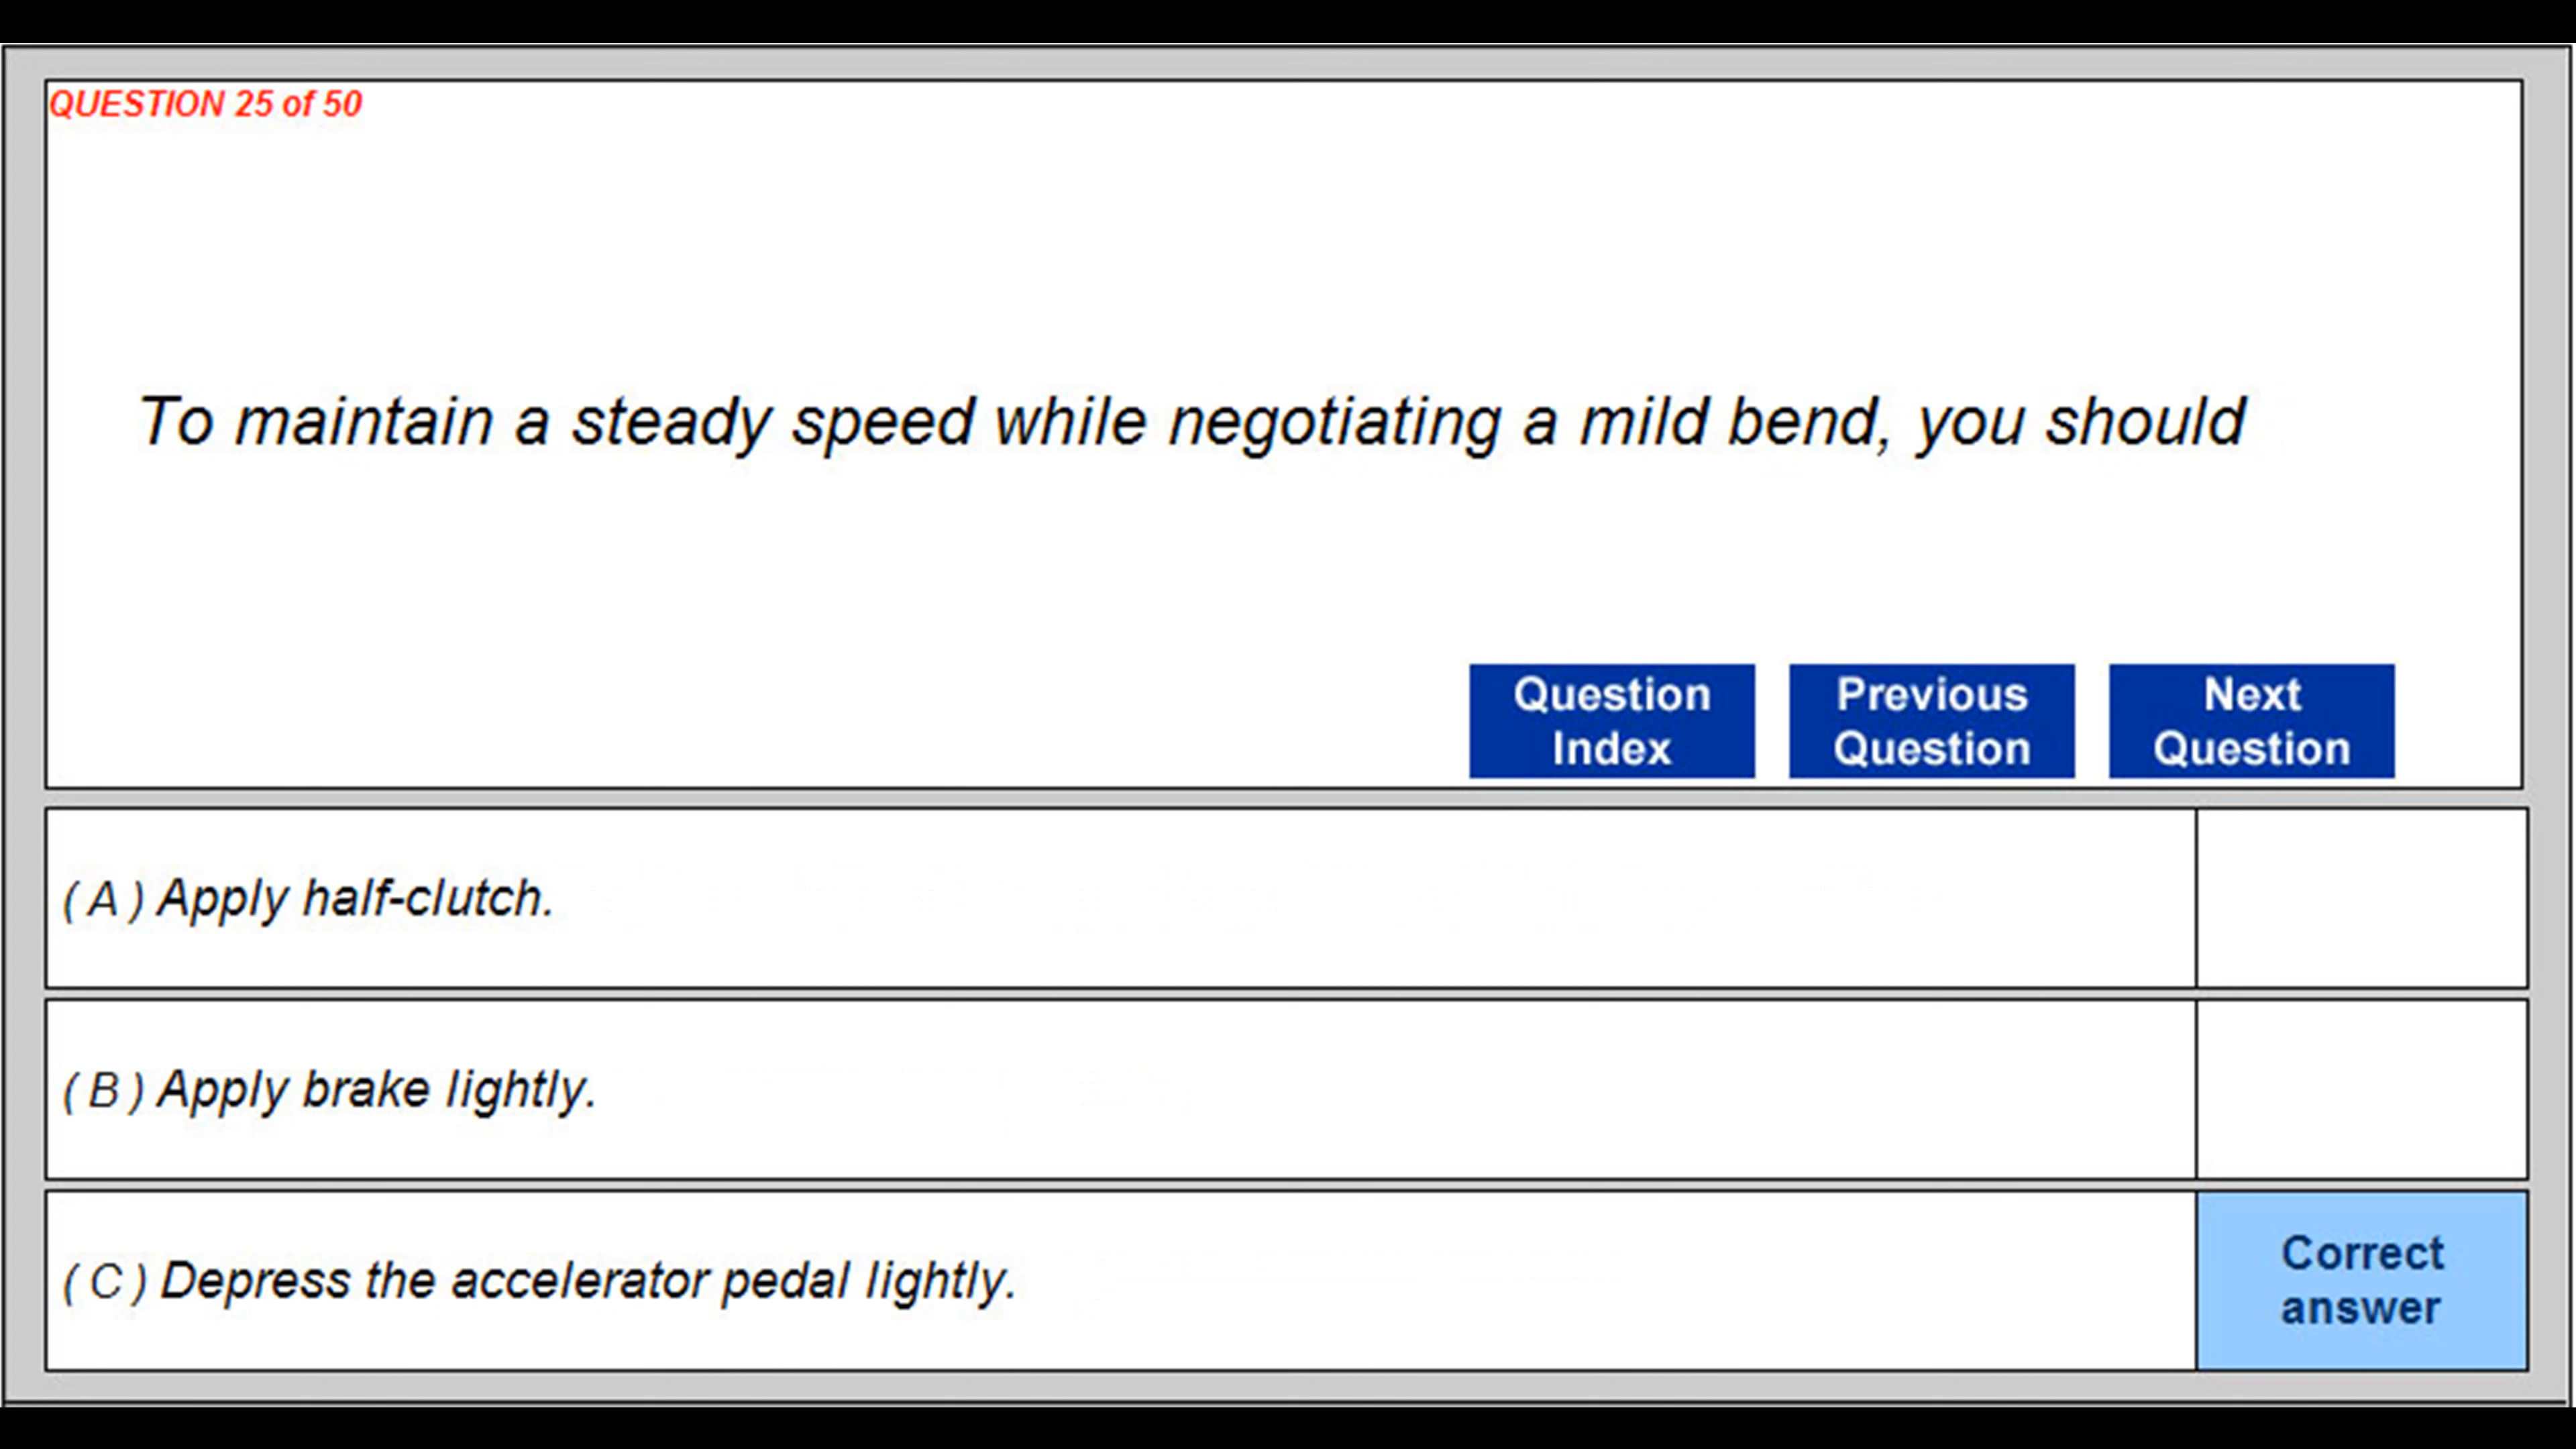 QUESTION 25 of 50
To maintain a steady speed while negotiating a mild bend, you should
Question
Index
Previous
Question
Next
Question
( A ) Apply half-clutch.
( B ) Apply brake lightly.
( C ) Depress the accelerator pedal lightly.
Correct
answer